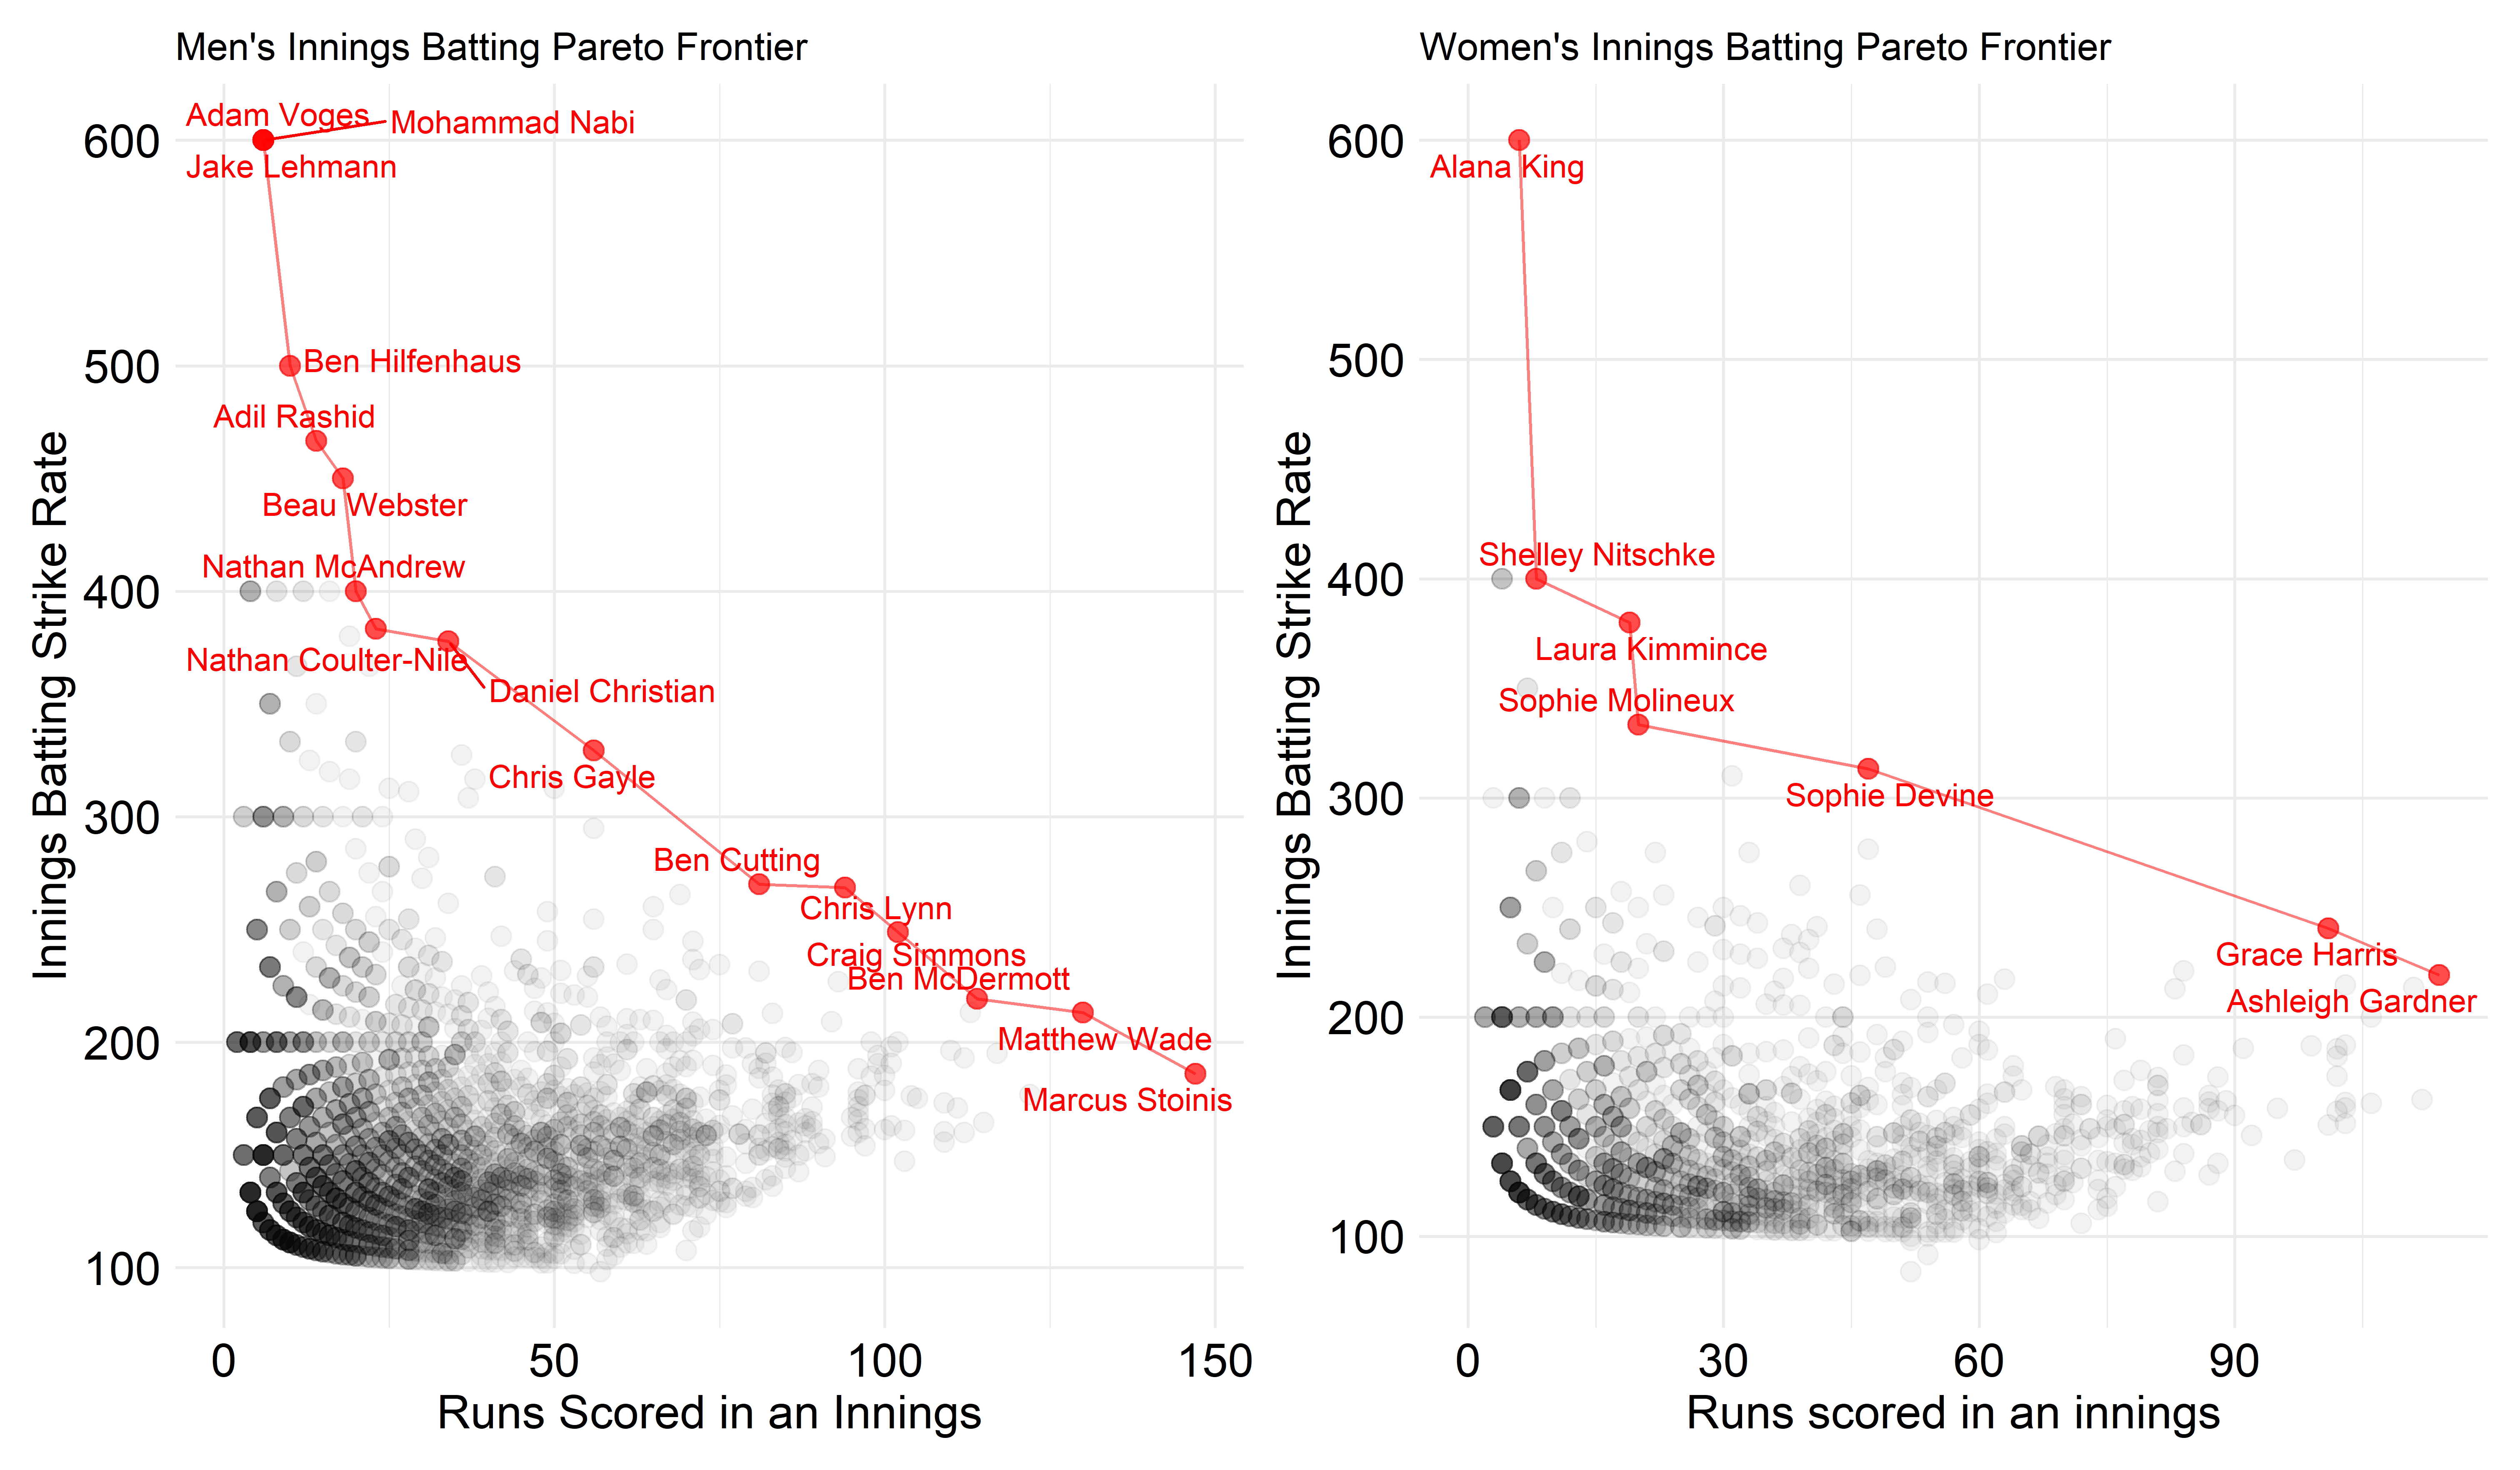 Men's Innings Batting Pareto Frontier
Adam Voges
Mohammad Nabi
Jake Lehmann
Ben Hilfenhaus
Adil Rashid
Beau Webster
Nathan McAndrew
Nathan Coulter-Nile
Daniel Christian
Chris Gayle
Ben Cutting
Chris Lynn
Craig Simmons
Ben McDermott
Matthew Wade
Marcus Stoinis
600
500
400
300
200
100
Innings Batting Strike Rate
0 50 100 150
Runs Scored in an Innings
Women's Innings Batting Pareto Frontier
Alana King
Shelley Nitschke
Laura Kimmince
Sophie Molineux
Sophie Devine
Grace Harris
Ashleigh Gardner
600
500
400
300
200
100
Innings Batting Strike Rate
0 30 60 90
Runs scored in an innings